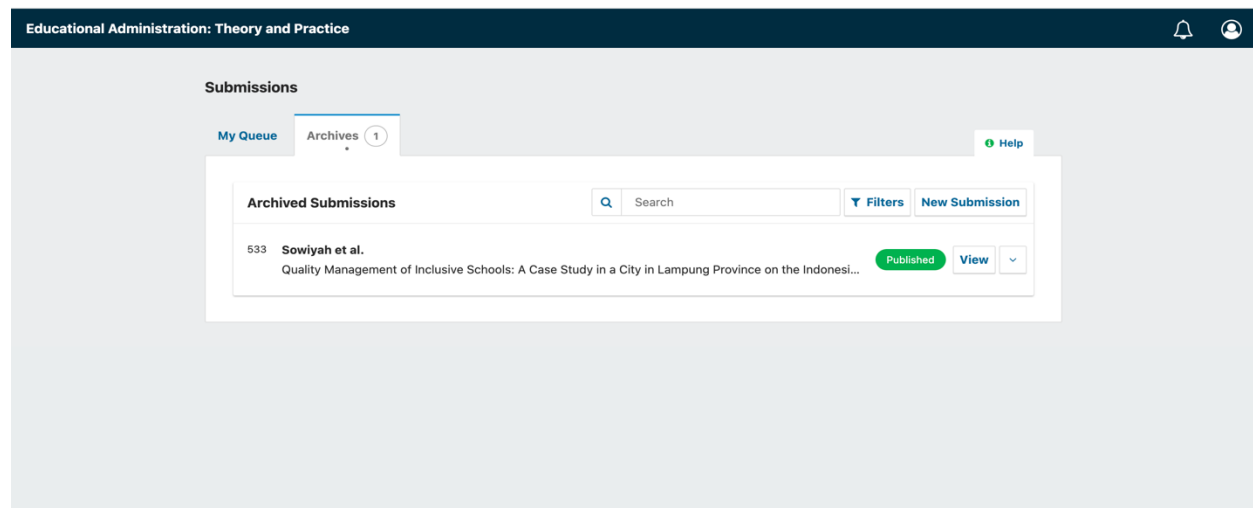 Educational Administration: Theory and Practice
Submissions
My Queue
Archives 1
Help
Archived Submissions
Search
Filters
New Submission
533 Sowiyah et al.
Quality Management of Inclusive Schools: A Case Study in a City in Lampung Province on the Indonesi...
Published
View